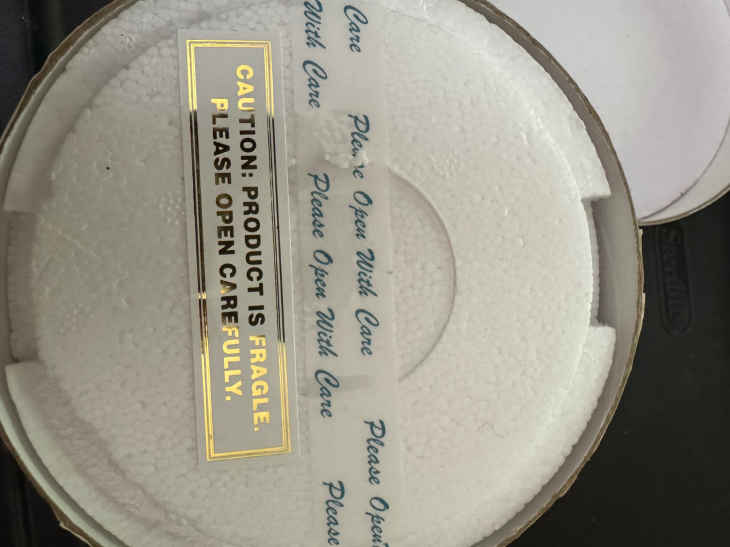 CAUTION: PRODUCT IS FRAGLE.
PLEASE OPEN CAREFULLY.
Care Please Open With Care Please Open
With Care Please Open With Care Please